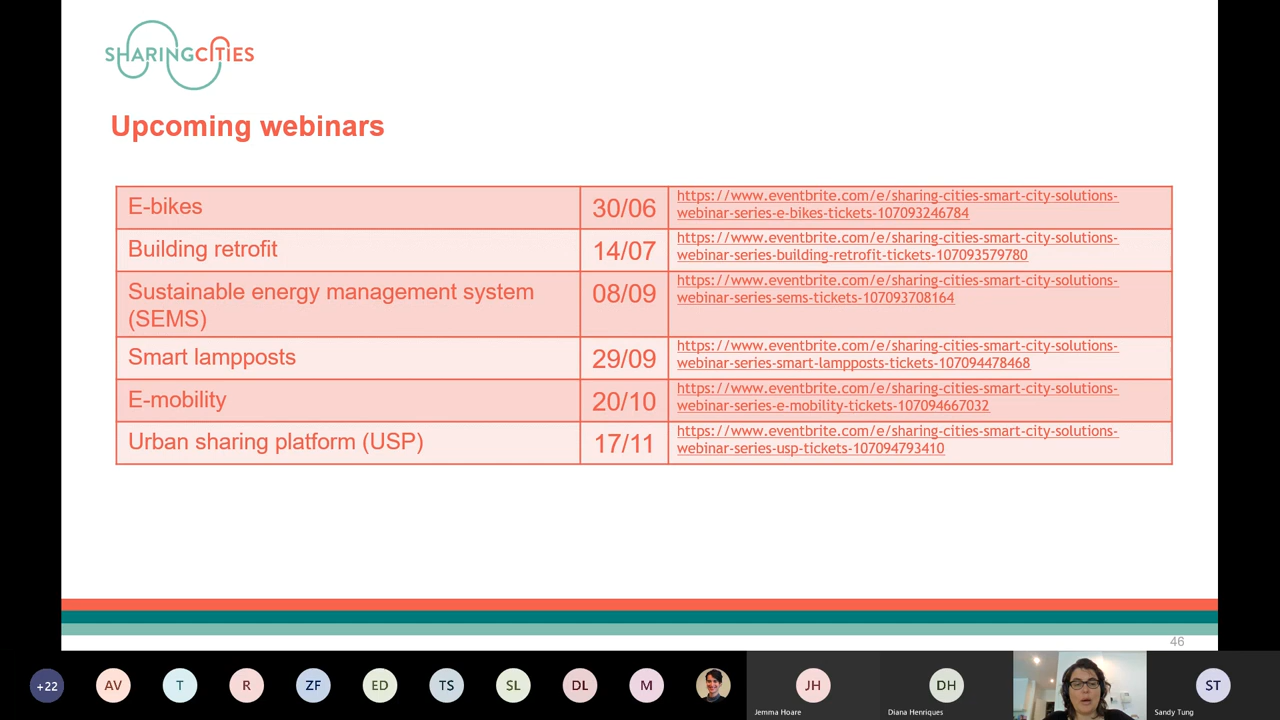 SHARINGCITIES
Upcoming webinars
E-bikes
30/06
https://www.eventbrite.com/e/sharing-cities-smart-city-solutions-
webinar-series-e-bikes-tickets-107093246784
Building retrofit
14/07
https://www.eventbrite.com/e/sharing-cities-smart-city-solutions-
webinar-series-building-retrofit-tickets-107093579780
Sustainable energy management system
(SEMS)
08/09
https://www.eventbrite.com/e/sharing-cities-smart-city-solutions-
webinar-series-sems-tickets-107093708164
Smart lampposts
29/09
https://www.eventbrite.com/e/sharing-cities-smart-city-solutions-
webinar-series-smart-lampposts-tickets-107094478468
E-mobility
20/10
https://www.eventbrite.com/e/sharing-cities-smart-city-solutions-
webinar-series-e-mobility-tickets-107094667032
Urban sharing platform (USP)
17/11
https://www.eventbrite.com/e/sharing-cities-smart-city-solutions-
webinar-series-usp-tickets-107094793410
46
+22
AV
T
R
ZF
ED
TS
SL
DL
M
JH
Jemma Hoare
DH
Diana Henriques
ST
Sandy Tung